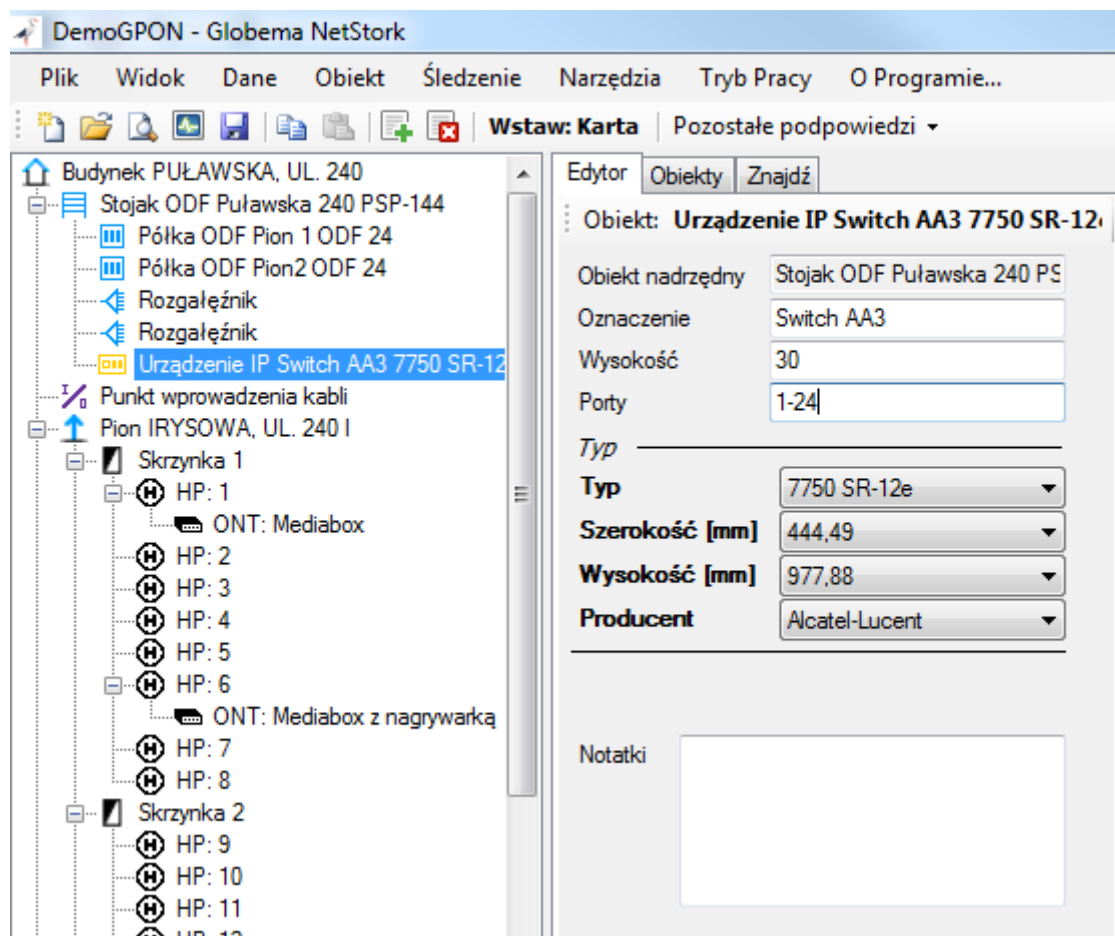 DemoGPON - Globema NetStork
Plik Widok Dane Obiekt Śledzenie Narzędzia Tryb Pracy O Programie...
Wstaw: Karta Pozostałe podpowiedzi
Budynek PUŁAWSKA, UL. 240
Stojak ODF Puławska 240 PSP-144
Półka ODF Pion 1 ODF 24
Półka ODF Pion2 ODF 24
Rozgałęźnik
Rozgałęźnik
Urządzenie IP Switch AA3 7750 SR-12
Punkt wprowadzenia kabli
Pion IRYSOWA, UL. 240 I
Skrzynka 1
HP: 1
ONT: Mediabox
HP: 2
HP: 3
HP: 4
HP: 5
HP: 6
ONT: Mediabox z nagrywarką
HP: 7
HP: 8
Skrzynka 2
HP: 9
HP: 10
HP: 11
Edytor Obiekty Znajdź
Obiekt: Urządzenie IP Switch AA3 7750 SR-12
Obiekt nadrzędny Stojak ODF Puławska 240 PS
Oznaczenie Switch AA3
Wysokość 30
Porty 1-24
Typ
Typ 7750 SR-12e
Szerokość [mm] 444,49
Wysokość [mm] 977,88
Producent Alcatel-Lucent
Notatki